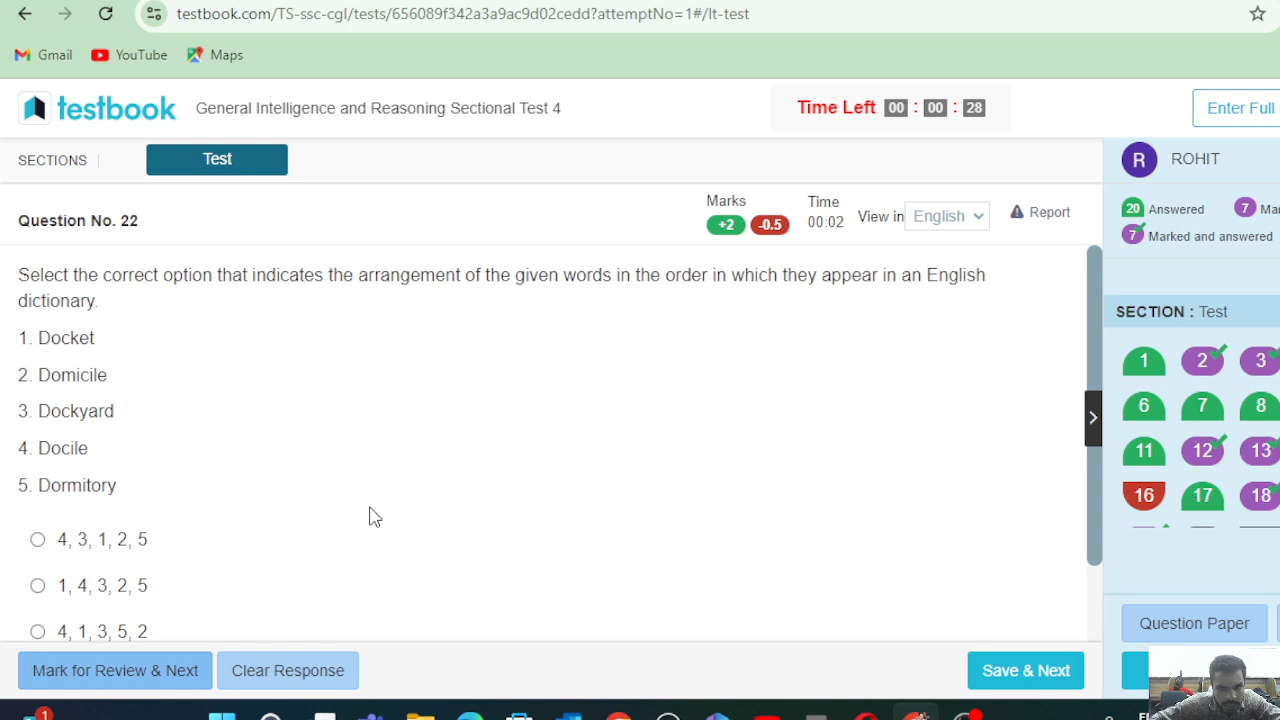 testbook.com/TS-ssc-cgl/tests/656089f342a3a9ac9d02cedd?attemptNo=1#/lt-test
Gmail YouTube Maps
testbook General Intelligence and Reasoning Sectional Test 4 Time Left 00 : 00 : 28 Enter Full
SECTIONS Test R ROHIT
Question No. 22 Marks +2 -0.5 Time 00:02 View in English Report
20 Answered 7 Ma
7 Marked and answered
Select the correct option that indicates the arrangement of the given words in the order in which they appear in an English
dictionary.
1. Docket
2. Domicile
3. Dockyard
4. Docile
5. Dormitory
4, 3, 1, 2, 5
1, 4, 3, 2, 5
4, 1, 3, 5, 2
SECTION : Test
1 2 3
6 7 8
11 12 13
16 17 18
Question Paper
Mark for Review & Next Clear Response Save & Next
1